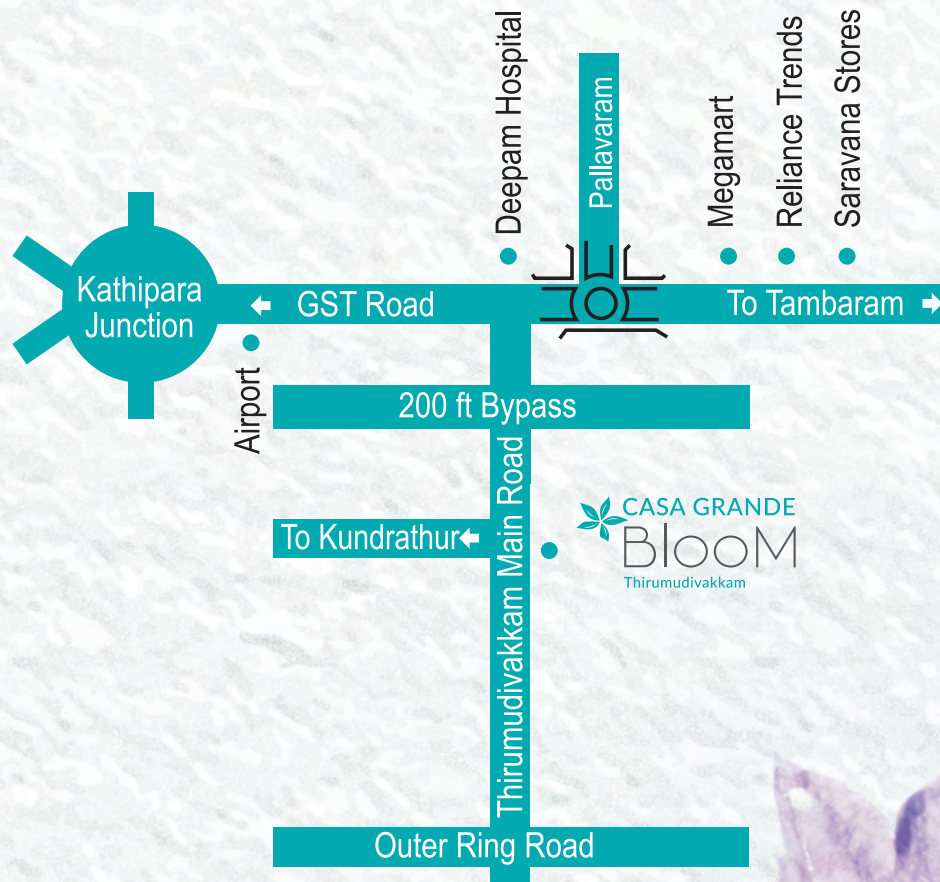 Deepam Hospital
Pallavaram
Megamart
Reliance Trends
Saravana Stores
Kathipara
Junction
GST Road
To Tambaram
Airport
200 ft Bypass
Thirumudivakkam Main Road
To Kundrathur
CASA GRANDE
BlooM
Thirumudivakkam
Outer Ring Road